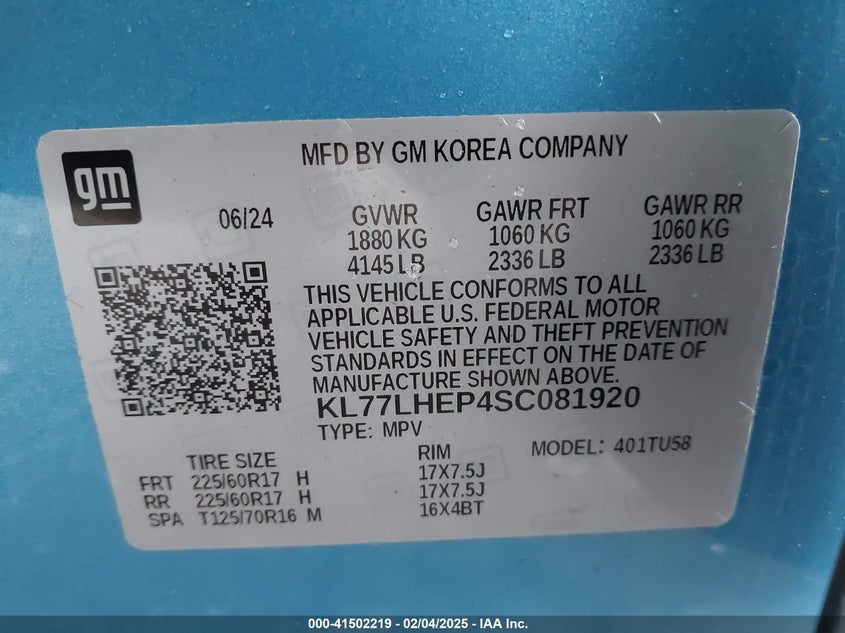 MFD BY GM KOREA COMPANY
gm
06/24
GVWR GAWR FRT GAWR RR
1880 KG 1060 KG 1060 KG
4145 LB 2336 LB 2336 LB
THIS VEHICLE CONFORMS TO ALL
APPLICABLE U.S. FEDERAL MOTOR
VEHICLE SAFETY AND THEFT PREVENTION
STANDARDS IN EFFECT ON THE DATE OF
MANUFACTURE SHOWN ABOVE.
KL77LHEP4SC081920
TYPE: MPV MODEL: 401TU58
TIRE SIZE RIM
FRT 225/60R17 H 17X7.5J
RR 225/60R17 H 17X7.5J
SPA T125/70R16 M 16X4BT
000-41502219 - 02/04/2025 - IAA Inc.